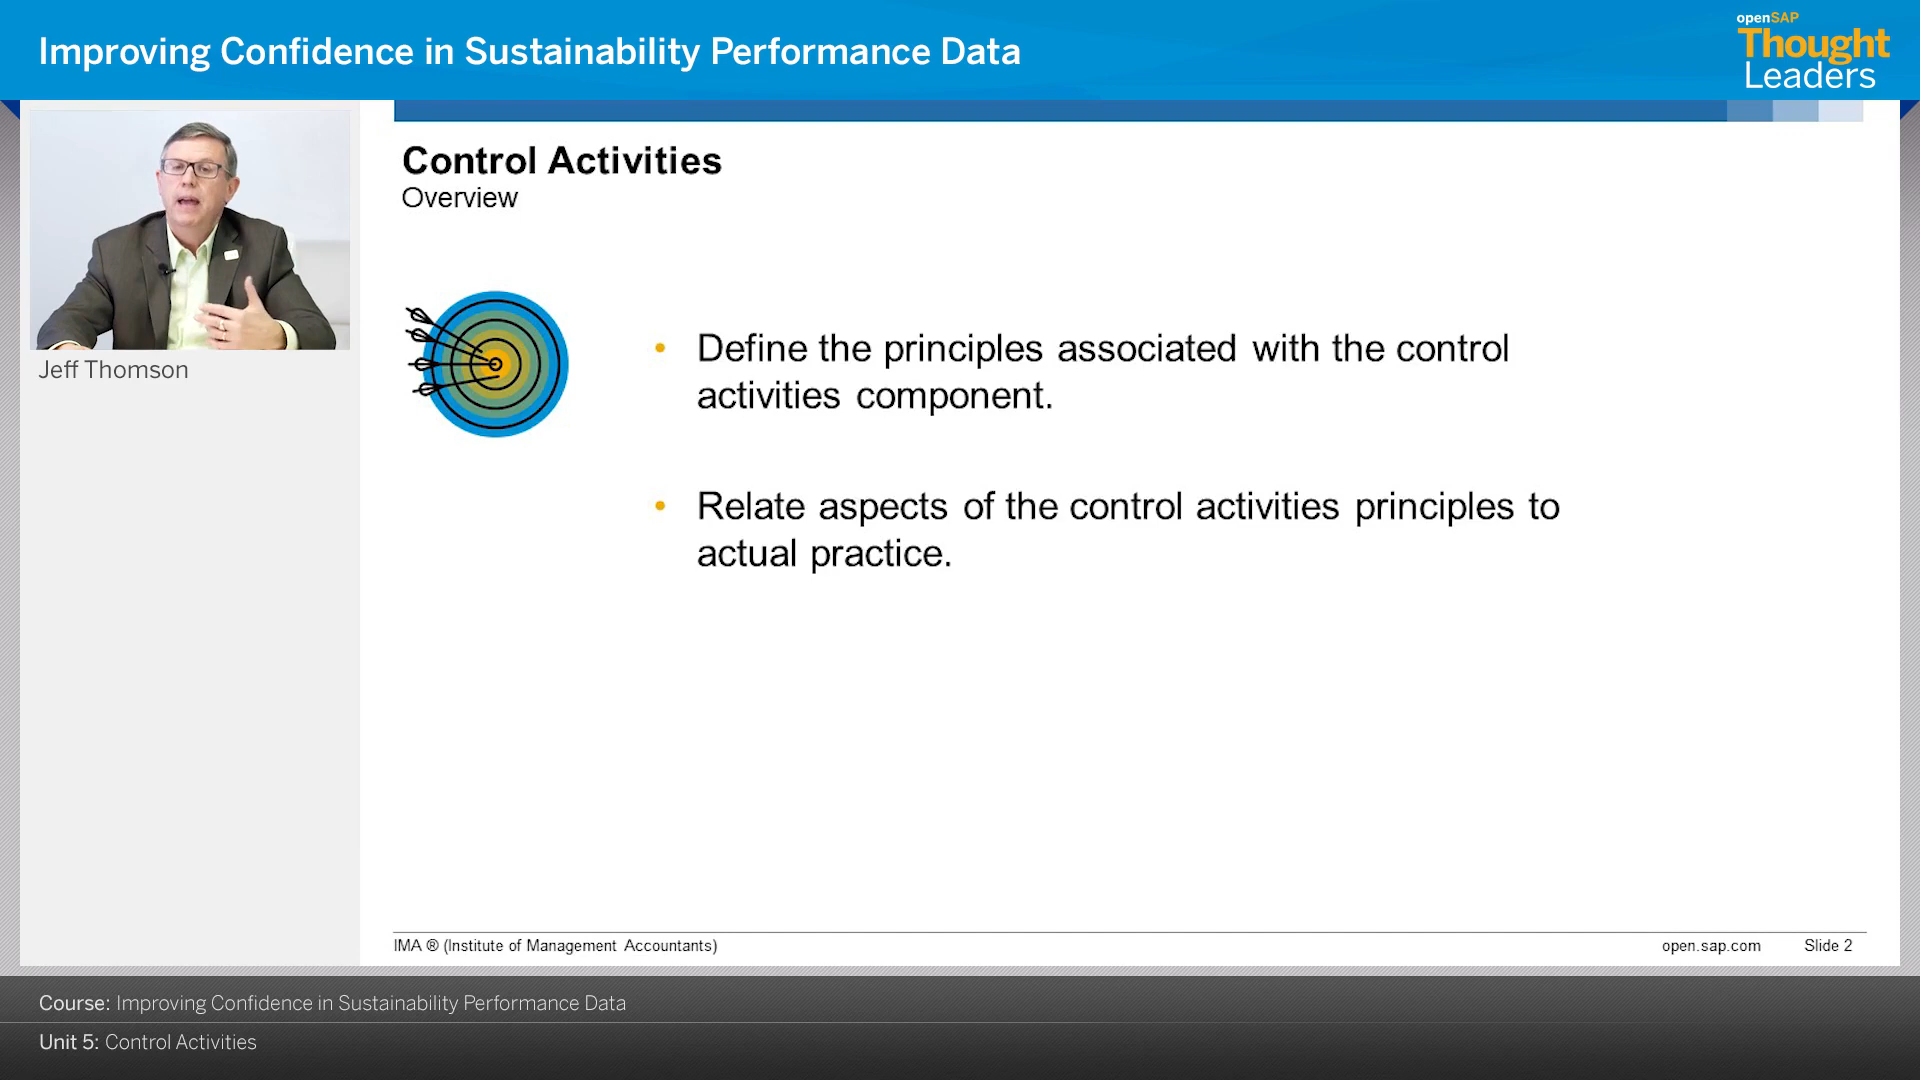 Improving Confidence in Sustainability Performance Data
openSAP
Thought
Leaders
Jeff Thomson
Control Activities
Overview
• Define the principles associated with the control
activities component.
• Relate aspects of the control activities principles to
actual practice.
IMA ® (Institute of Management Accountants)
open.sap.com
Slide 2
Course: Improving Confidence in Sustainability Performance Data
Unit 5: Control Activities